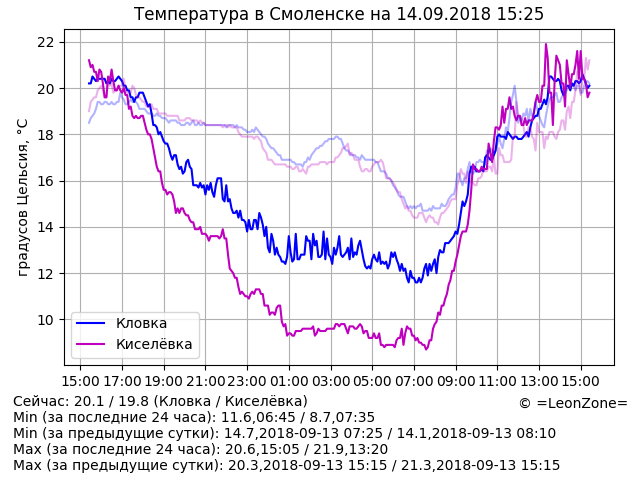 Температура в Смоленске на 14.09.2018 15:25
градусов Цельсия, °C
22
20
18
16
14
12
10
Кловка
Киселёвка
15:00 17:00 19:00 21:00 23:00 01:00 03:00 05:00 07:00 09:00 11:00 13:00 15:00
Сейчас: 20.1 / 19.8 (Кловка / Киселёвка)
© =LeonZone=
Min (за последние 24 часа): 11.6,06:45 / 8.7,07:35
Min (за предыдущие сутки): 14.7,2018-09-13 07:25 / 14.1,2018-09-13 08:10
Max (за последние 24 часа): 20.6,15:05 / 21.9,13:20
Max (за предыдущие сутки): 20.3,2018-09-13 15:15 / 21.3,2018-09-13 15:15